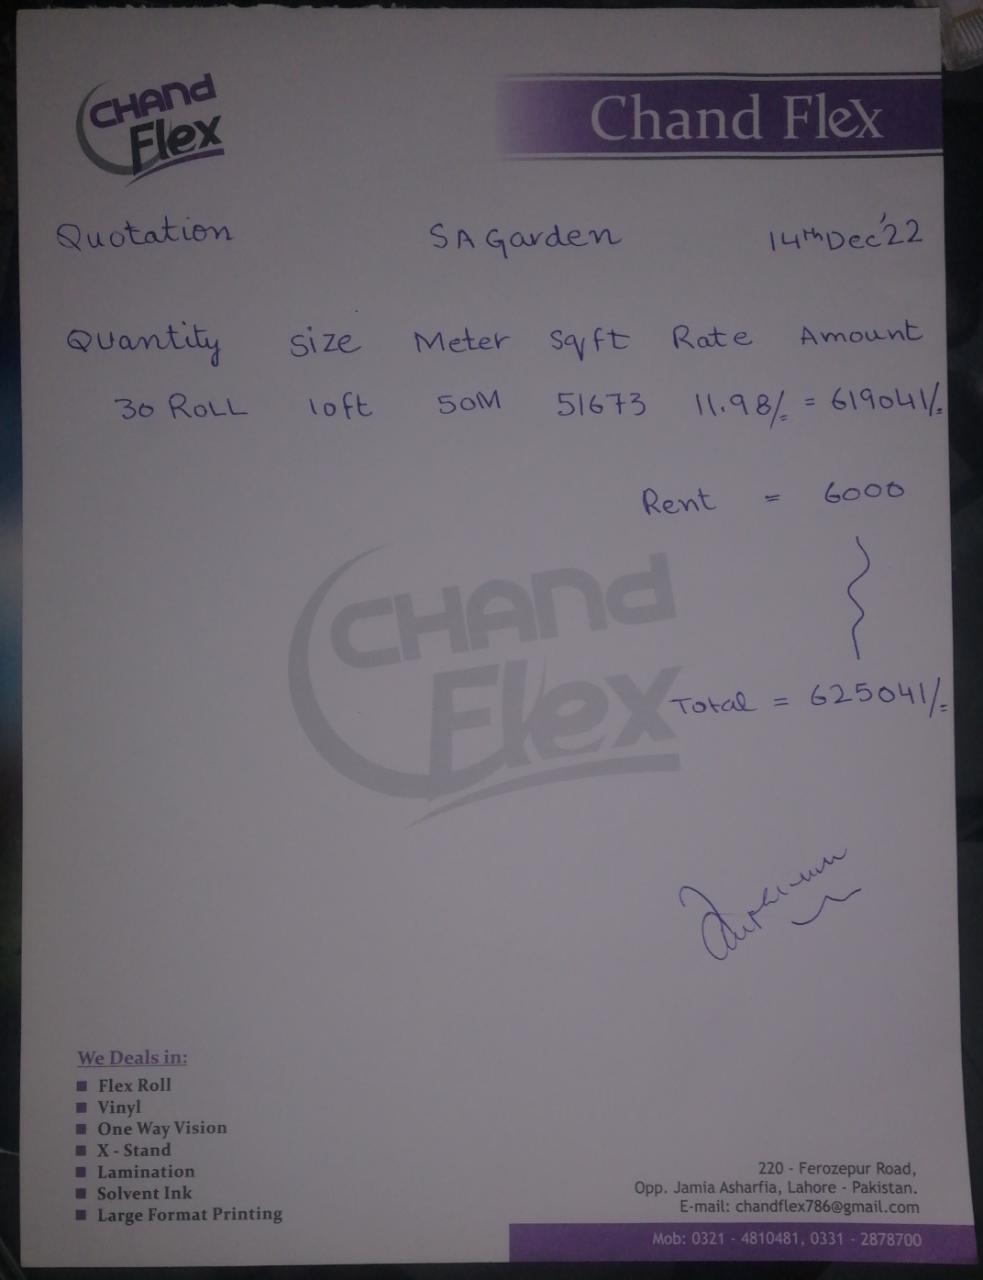 CHAND
Flex
Chand Flex
Quotation SA Garden 14th Dec'22
Quantity Size Meter Sqft Rate Amount
30 ROLL 10ft 50M 51673 11.98/= = 619041/=
Rent = 6000
CHAND
Flex
Total = 625041/=
We Deals in:
Flex Roll
Vinyl
One Way Vision
X - Stand
Lamination
Solvent Ink
Large Format Printing
220 - Ferozepur Road,
Opp. Jamia Asharfia, Lahore - Pakistan.
E-mail: chandflex786@gmail.com
Mob: 0321 - 4810481, 0331 - 2878700